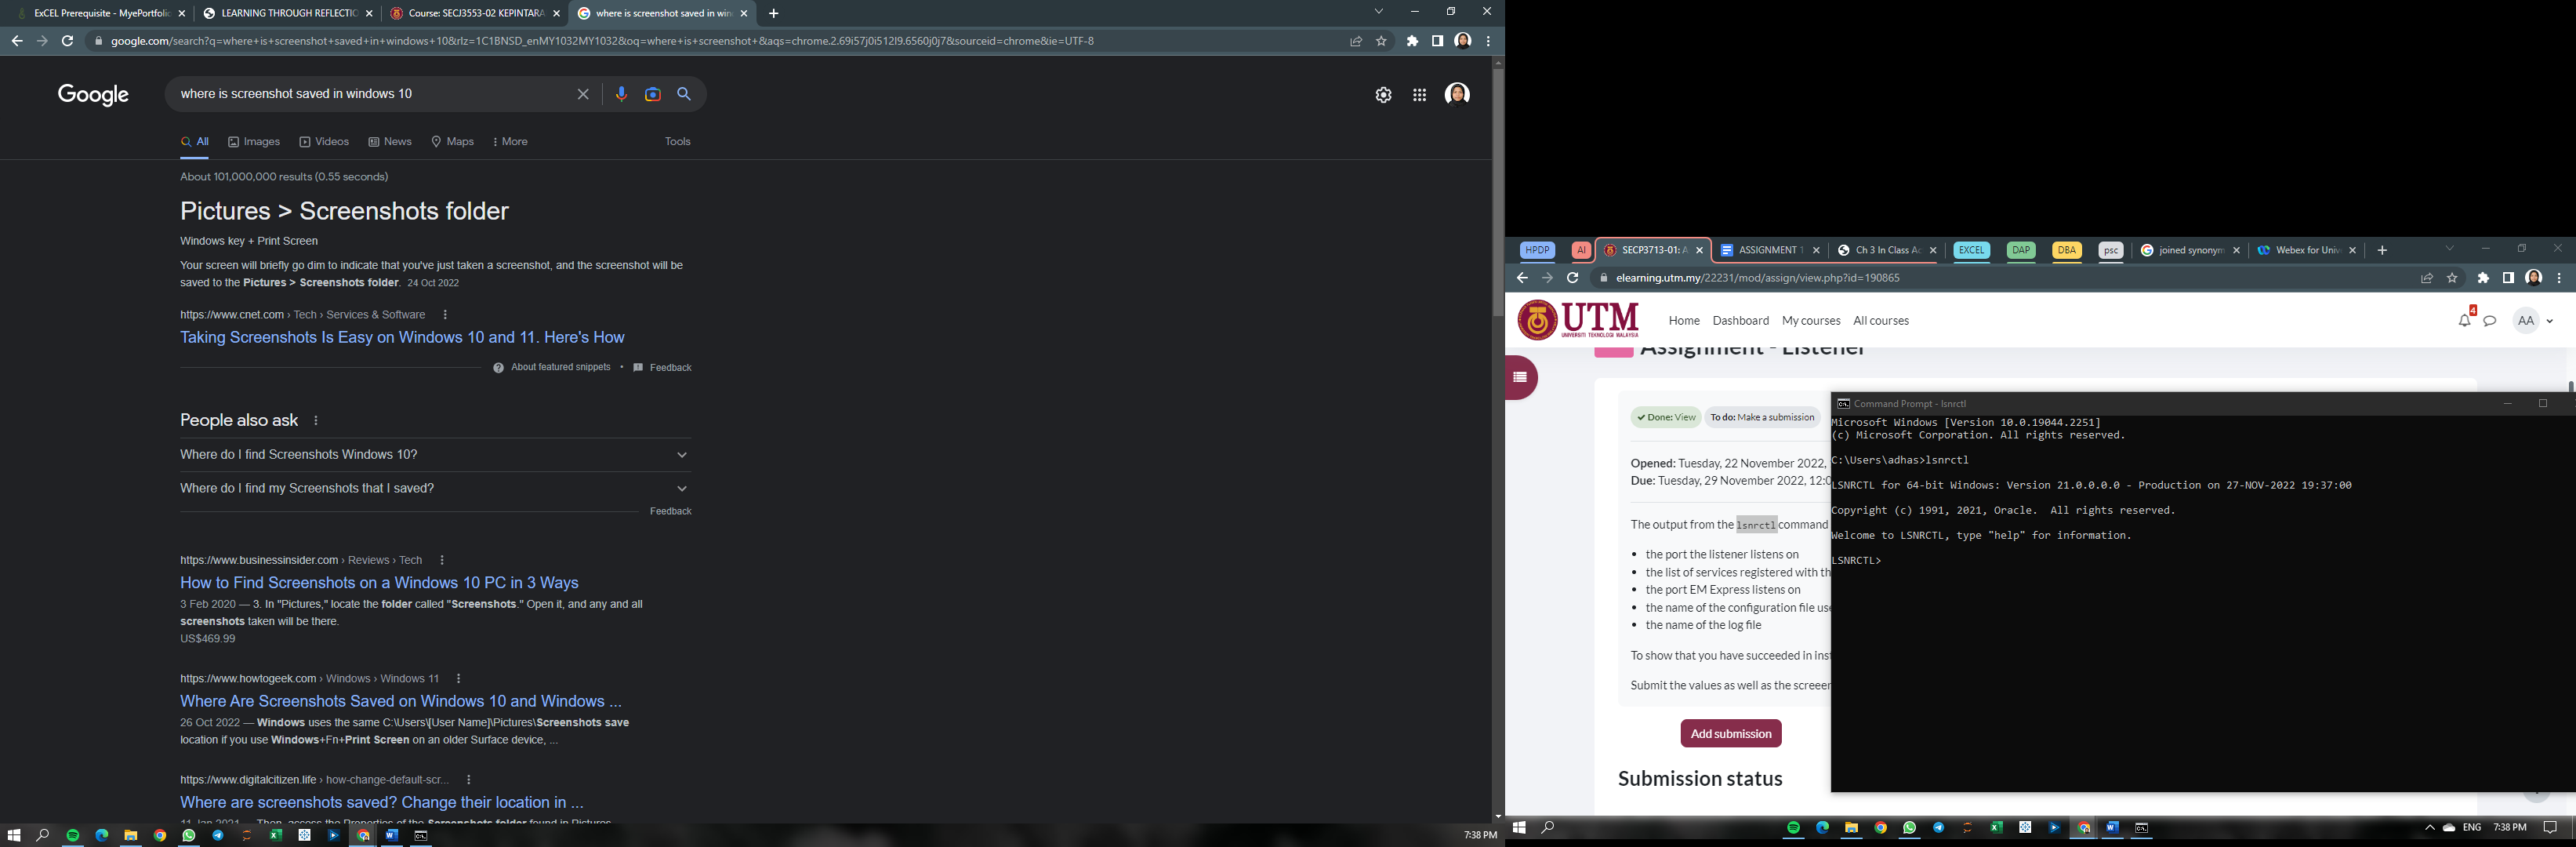 ExCEL Prerequisite - MyePortfolio
LEARNING THROUGH REFLECTIO
Course: SECJ3553-02 KEPINTARA
where is screenshot saved in win
google.com/search?q=where+is+screenshot+saved+in+windows+10&rlz=1C1BNSD_enMY1032MY1032&oq=where+is+screenshot+&aqs=chrome.2.69i57j0i512l9.6560j0j7&sourceid=chrome&ie=UTF-8
Google
where is screenshot saved in windows 10
All Images Videos News Maps More Tools
About 101,000,000 results (0.55 seconds)
Pictures > Screenshots folder
Windows key + Print Screen
Your screen will briefly go dim to indicate that you've just taken a screenshot, and the screenshot will be
saved to the Pictures > Screenshots folder. 24 Oct 2022
https://www.cnet.com › Tech › Services & Software
Taking Screenshots Is Easy on Windows 10 and 11. Here's How
About featured snippets • Feedback
People also ask
Where do I find Screenshots Windows 10?
Where do I find my Screenshots that I saved?
Feedback
https://www.businessinsider.com › Reviews › Tech
How to Find Screenshots on a Windows 10 PC in 3 Ways
3 Feb 2020 — 3. In "Pictures," locate the folder called "Screenshots." Open it, and any and all
screenshots taken will be there.
US$469.99
https://www.howtogeek.com › Windows › Windows 11
Where Are Screenshots Saved on Windows 10 and Windows ...
26 Oct 2022 — Windows uses the same C:\Users\[User Name]\Pictures\Screenshots save
location if you use Windows+Fn+Print Screen on an older Surface device, ...
https://www.digitalcitizen.life › how-change-default-scr...
Where are screenshots saved? Change their location in ...
11 Jan 2021 — Then, access the Properties of the Screenshots folder found in Pictures
7:38 PM
HPDP AI SECP3713-01: A ASSIGNMENT 1 Ch 3 In Class Ac EXCEL DAP DBA psc joined synonym Webex for Univ
elearning.utm.my/22231/mod/assign/view.php?id=190865
UTM
UNIVERSITI TEKNOLOGI MALAYSIA
Home Dashboard My courses All courses
4
AA
Assignment - Listener
Done: View To do: Make a submission
Opened: Tuesday, 22 November 2022,
Due: Tuesday, 29 November 2022, 12:0
The output from the lsnrctl command
the port the listener listens on
the list of services registered with th
the port EM Express listens on
the name of the configuration file use
the name of the log file
To show that you have succeeded in inst
Submit the values as well as the screeen
Add submission
Submission status
Command Prompt - lsnrctl
Microsoft Windows [Version 10.0.19044.2251]
(c) Microsoft Corporation. All rights reserved.
C:\Users\adhas>lsnrctl
LSNRCTL for 64-bit Windows: Version 21.0.0.0.0 - Production on 27-NOV-2022 19:37:00
Copyright (c) 1991, 2021, Oracle.  All rights reserved.
Welcome to LSNRCTL, type "help" for information.
LSNRCTL>
ENG 7:38 PM